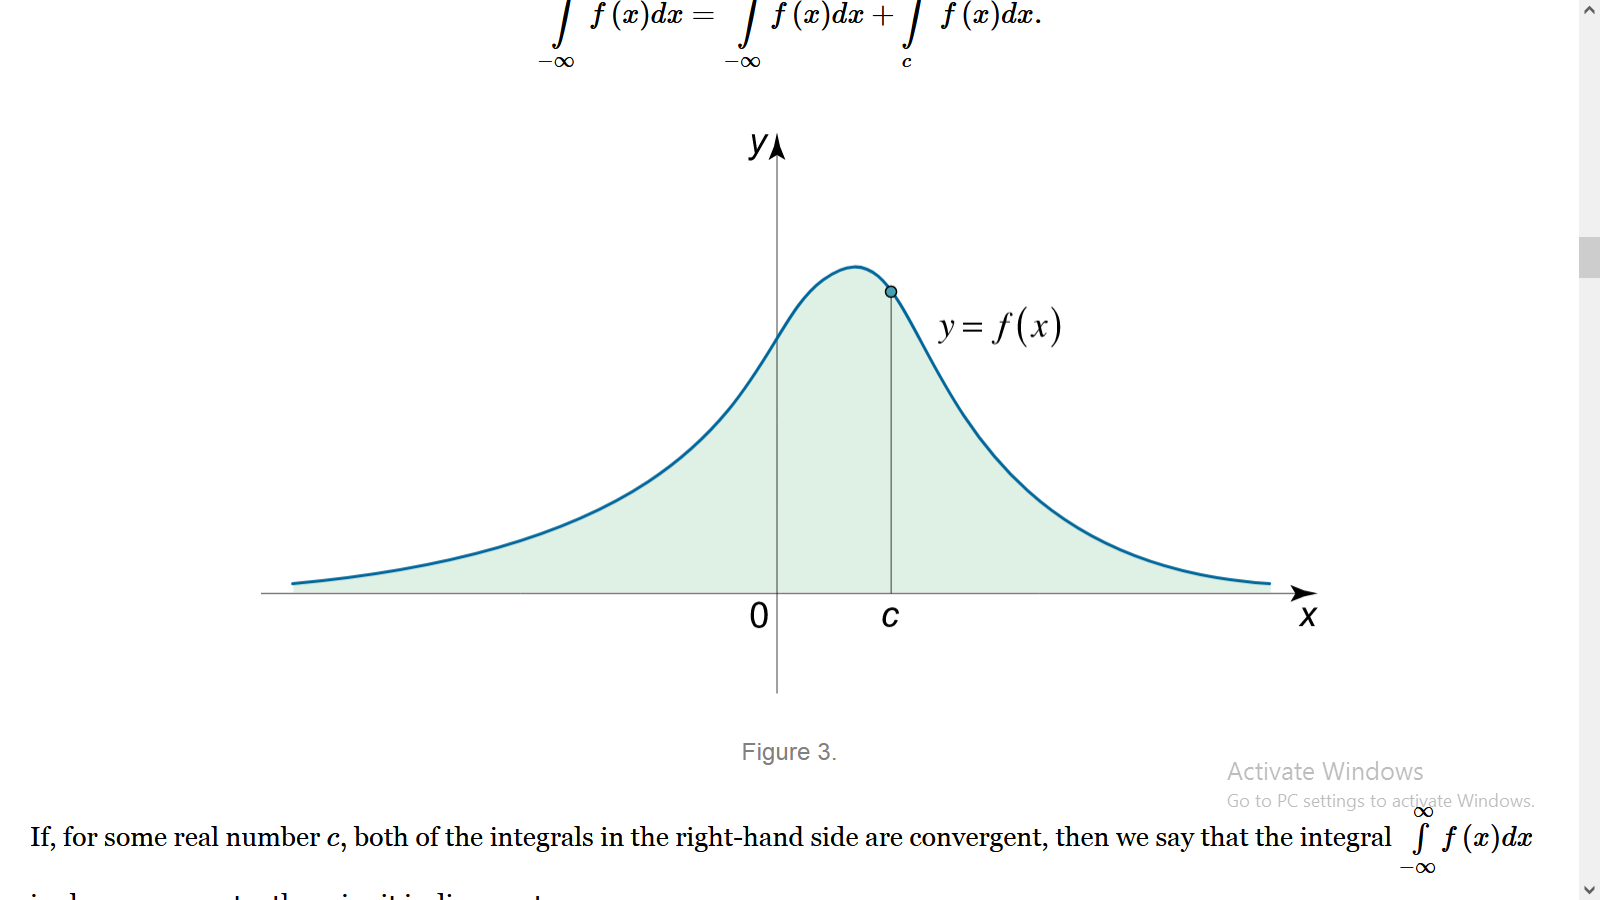 ∫ f (x)dx = ∫ f (x)dx + ∫ f (x)dx.
−∞ −∞ c
y
y = f(x)
0 c x
Figure 3.
Activate Windows
Go to PC settings to activate Windows.
If, for some real number c, both of the integrals in the right-hand side are convergent, then we say that the integral ∞ ∫ −∞ f (x)dx